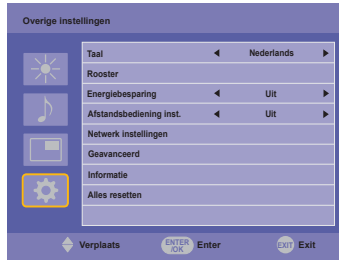 Overige instellingen
Taal Nederlands
Rooster
Energiebesparing Uit
Afstandsbediening inst. Uit
Netwerk instellingen
Geavanceerd
Informatie
Alles resetten
Verplaats ENTER /OK Enter EXIT Exit